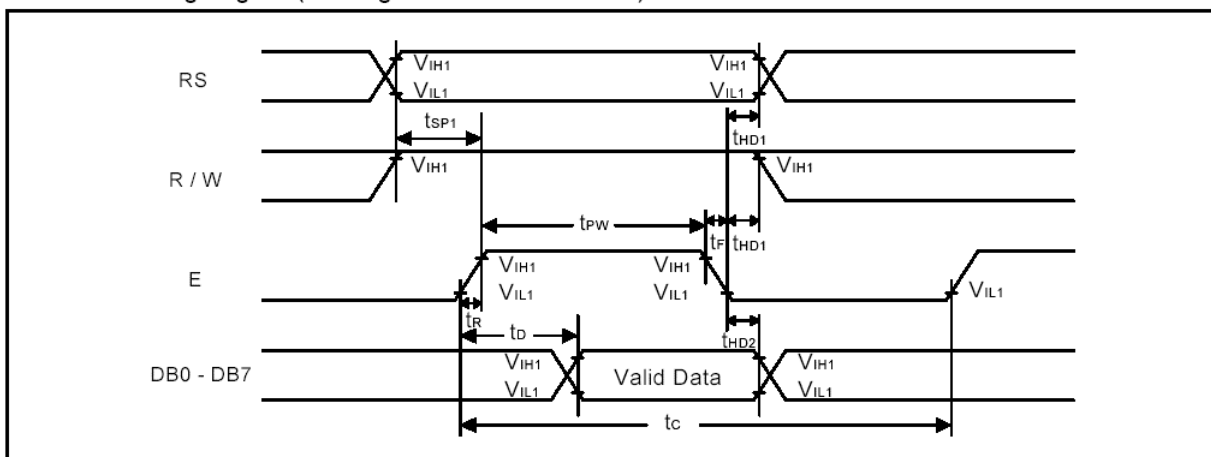 RS
VIH1
VIL1
VIH1
VIL1
tSP1
tHD1
R / W
VIH1
VIH1
tPW
tF
tHD1
E
VIH1
VIL1
VIH1
VIL1
VIL1
tR
tD
tHD2
DB0 - DB7
VIH1
VIL1
Valid Data
VIH1
VIL1
tC